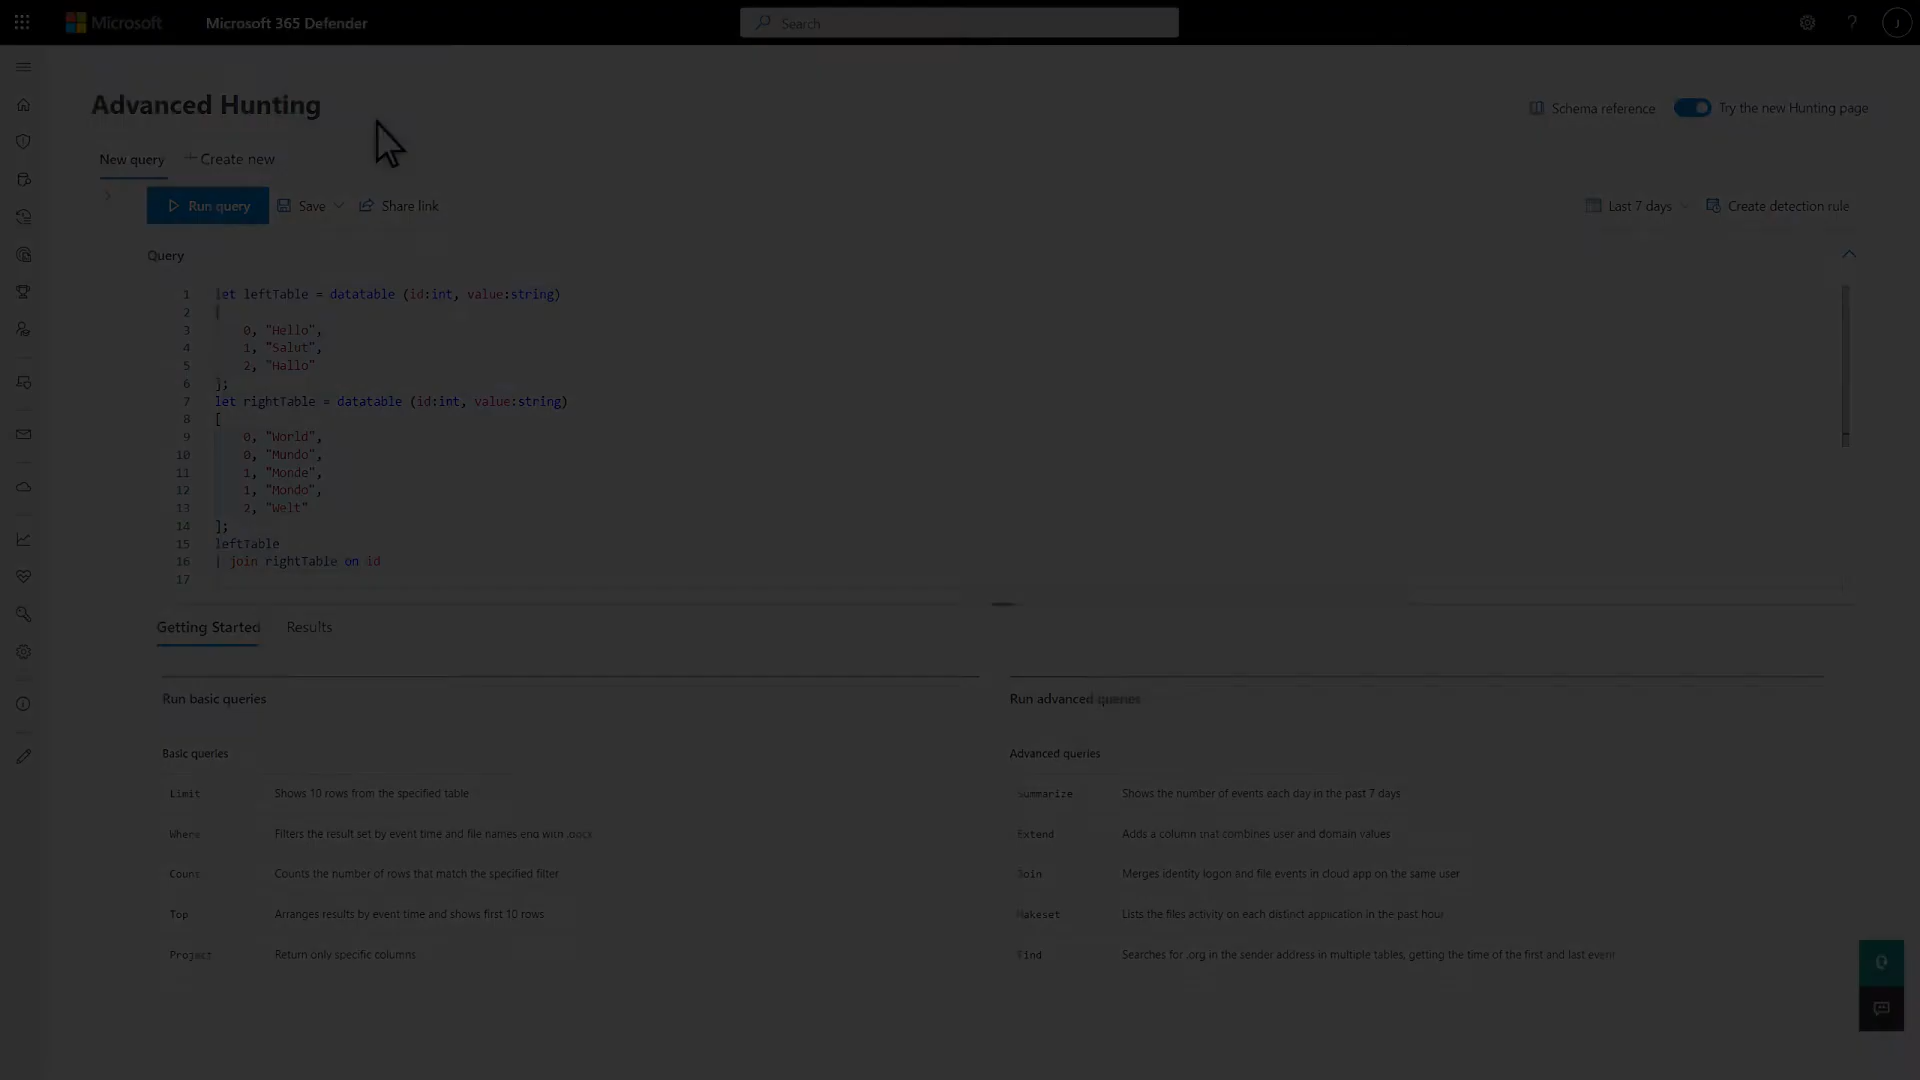 Microsoft
Microsoft 365 Defender
Search
J
Advanced Hunting
Schema reference
Try the new Hunting page
New query
Create new
Run query
Save
Share link
Last 7 days
Create detection rule
Query
1 let leftTable = datatable (id:int, value:string)
2 [
3 0, "Hello",
4 1, "Salut",
5 2, "Hallo"
6 ];
7 let rightTable = datatable (id:int, value:string)
8 [
9 0, "World",
10 0, "Mundo",
11 1, "Monde",
12 1, "Mondo",
13 2, "Welt"
14 ];
15 leftTable
16 | join rightTable on id
17
Getting Started
Results
Run basic queries
Run advanced queries
Basic queries
Advanced queries
Limit Shows 10 rows from the specified table
Summarize Shows the number of events each day in the past 7 days
Where Filters the result set by event time and file names end with .docx
Extend Adds a column that combines user and domain values
Count Counts the number of rows that match the specified filter
Join Merges identity logon and file events in cloud app on the same user
Top Arranges results by event time and shows first 10 rows
Makeset Lists the files activity on each distinct application in the past hour
Project Return only specific columns
Find Searches for .org in the sender address in multiple tables, getting the time of the first and last event